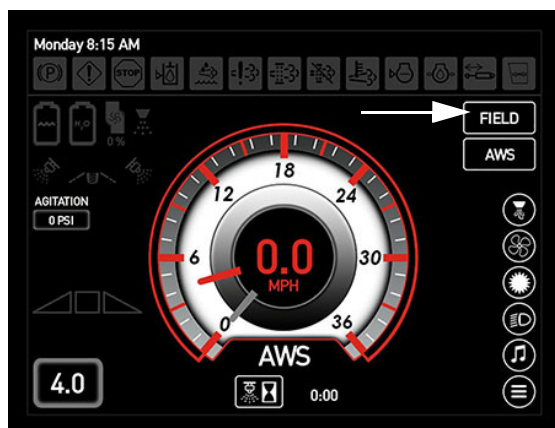 Monday 8:15 AM
(P)
STOP
H₂O
0 %
FIELD
AWS
AGITATION
0 PSI
0
6
12
18
24
30
36
0.0
MPH
AWS
4.0
0:00